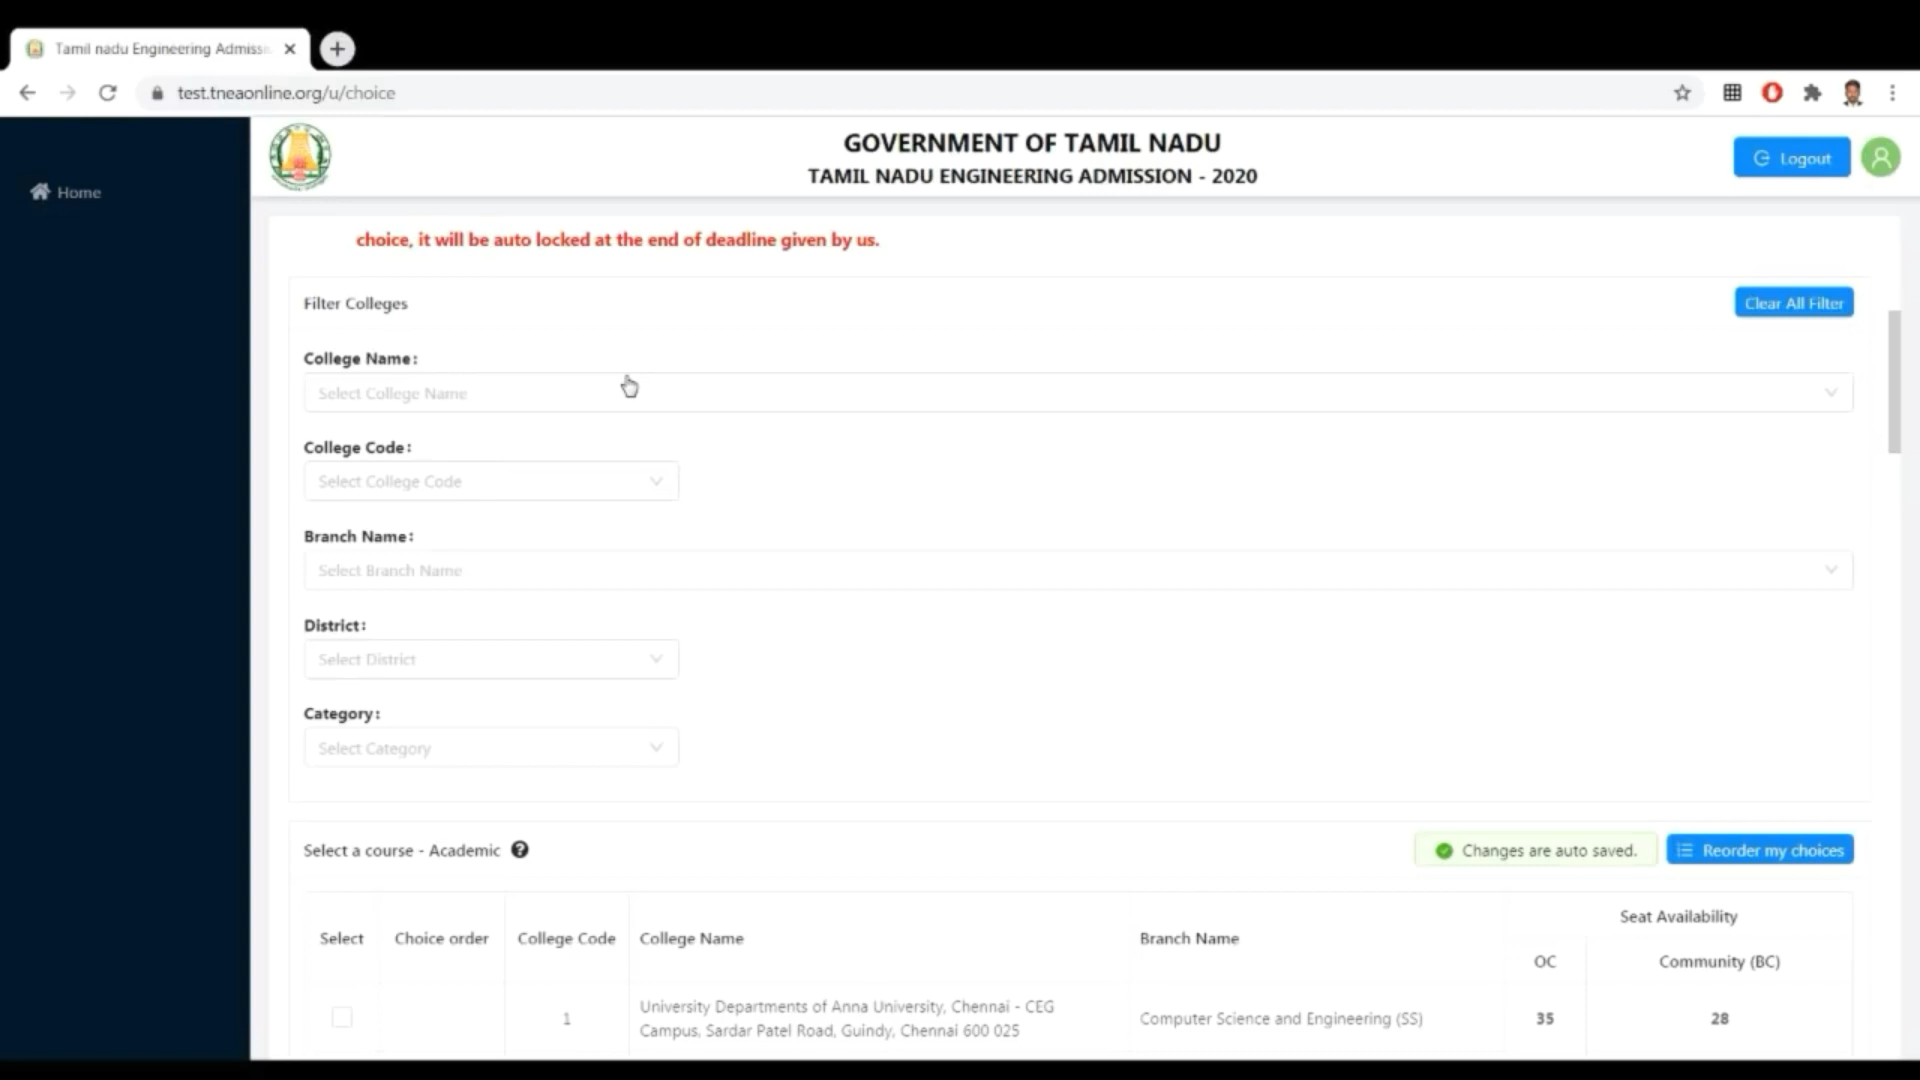 Tamil nadu Engineering Admissi
test.tneaonline.org/u/choice
GOVERNMENT OF TAMIL NADU
TAMIL NADU ENGINEERING ADMISSION - 2020
Logout
Home
choice, it will be auto locked at the end of deadline given by us.
Filter Colleges
Clear All Filter
College Name:
Select College Name
College Code:
Select College Code
Branch Name:
Select Branch Name
District:
Select District
Category:
Select Category
Select a course - Academic
Changes are auto saved.
Reorder my choices
Select
Choice order
College Code
College Name
Branch Name
Seat Availability
OC
Community (BC)
1
University Departments of Anna University, Chennai - CEG
Campus, Sardar Patel Road, Guindy, Chennai 600 025
Computer Science and Engineering (SS)
35
28